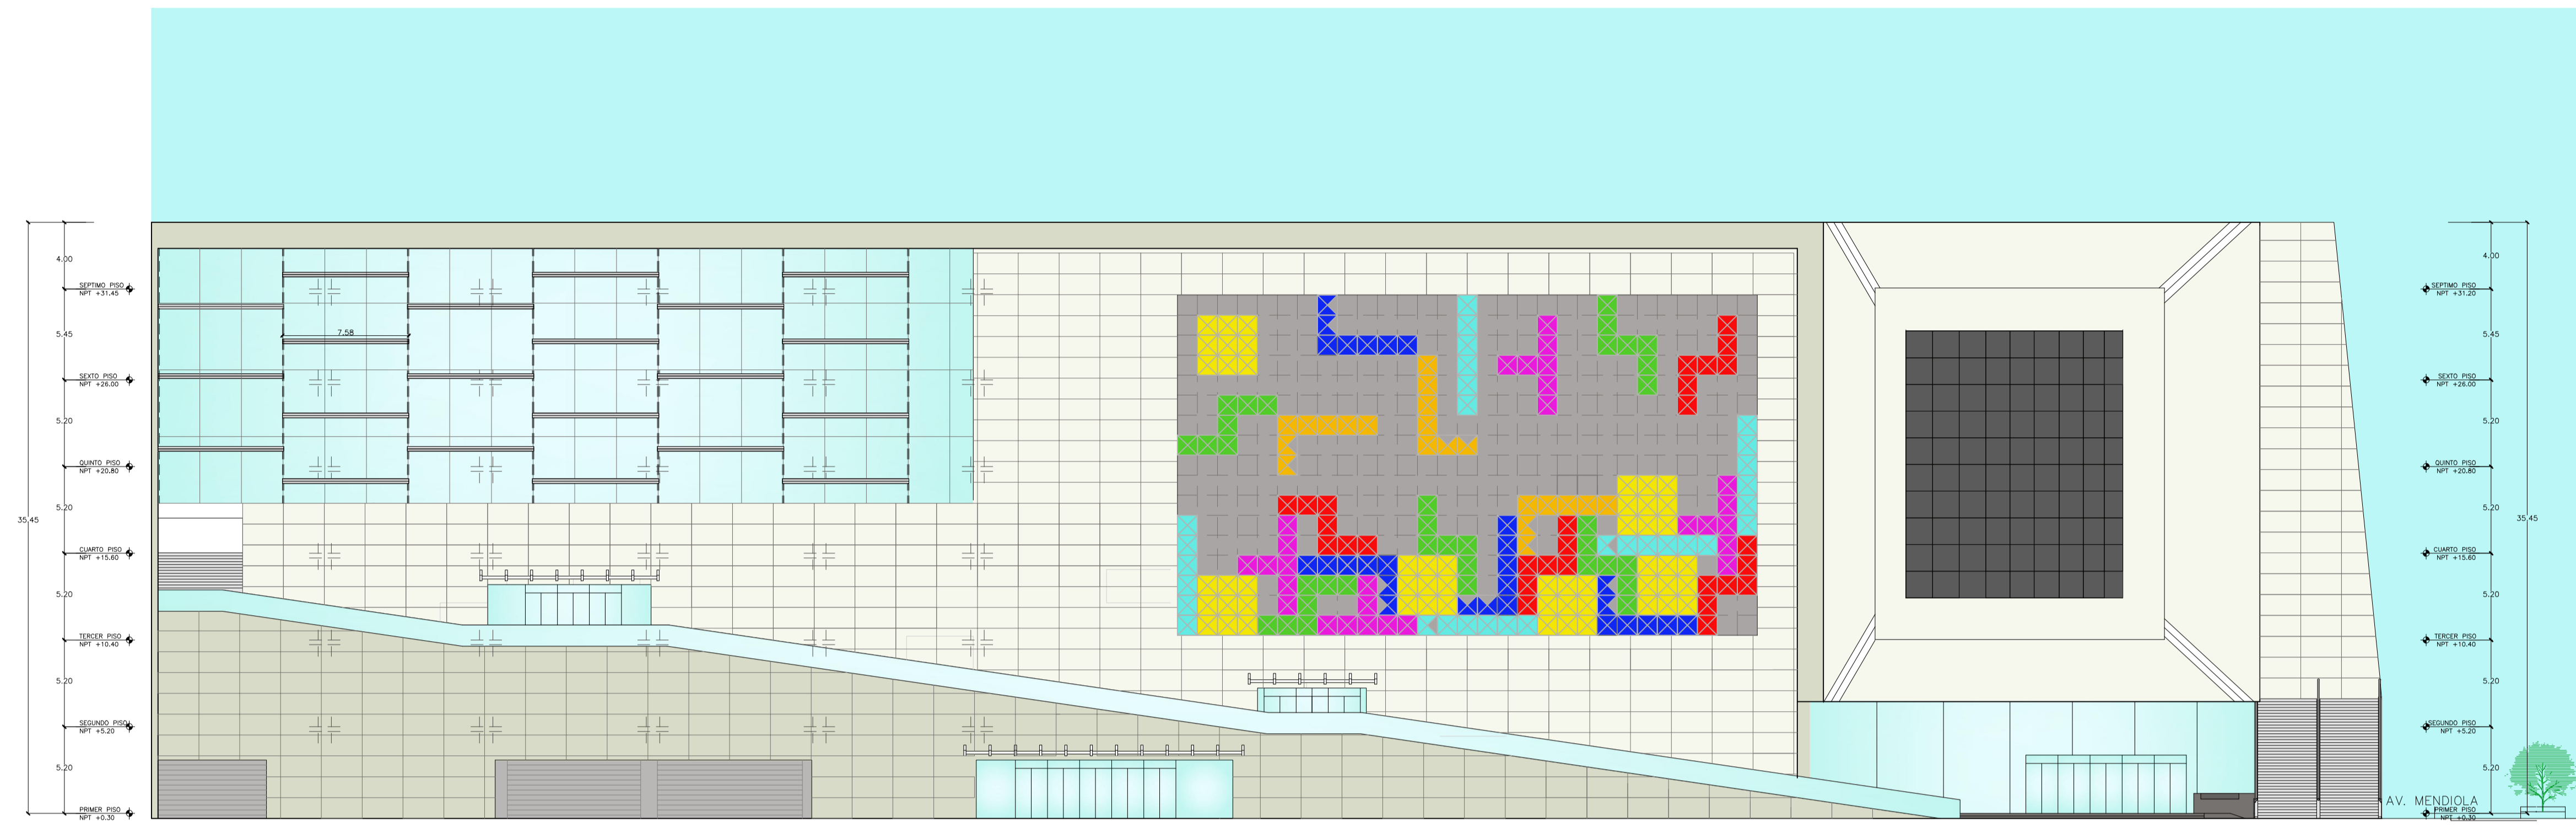 4.00
SEPTIMO PISO
NPT +31.45
5.45
7.58
SEXTO PISO
NPT +26.00
5.20
QUINTO PISO
NPT +20.80
5.20
35.45
CUARTO PISO
NPT +15.60
5.20
TERCER PISO
NPT +10.40
5.20
SEGUNDO PISO
NPT +5.20
5.20
PRIMER PISO
NPT +0.30
4.00
SEPTIMO PISO
NPT +31.20
5.45
SEXTO PISO
NPT +26.00
5.20
QUINTO PISO
NPT +20.80
5.20
35.45
CUARTO PISO
NPT +15.60
5.20
TERCER PISO
NPT +10.40
5.20
SEGUNDO PISO
NPT +5.20
5.20
AV. MENDIOLA
PRIMER PISO
NPT +0.30